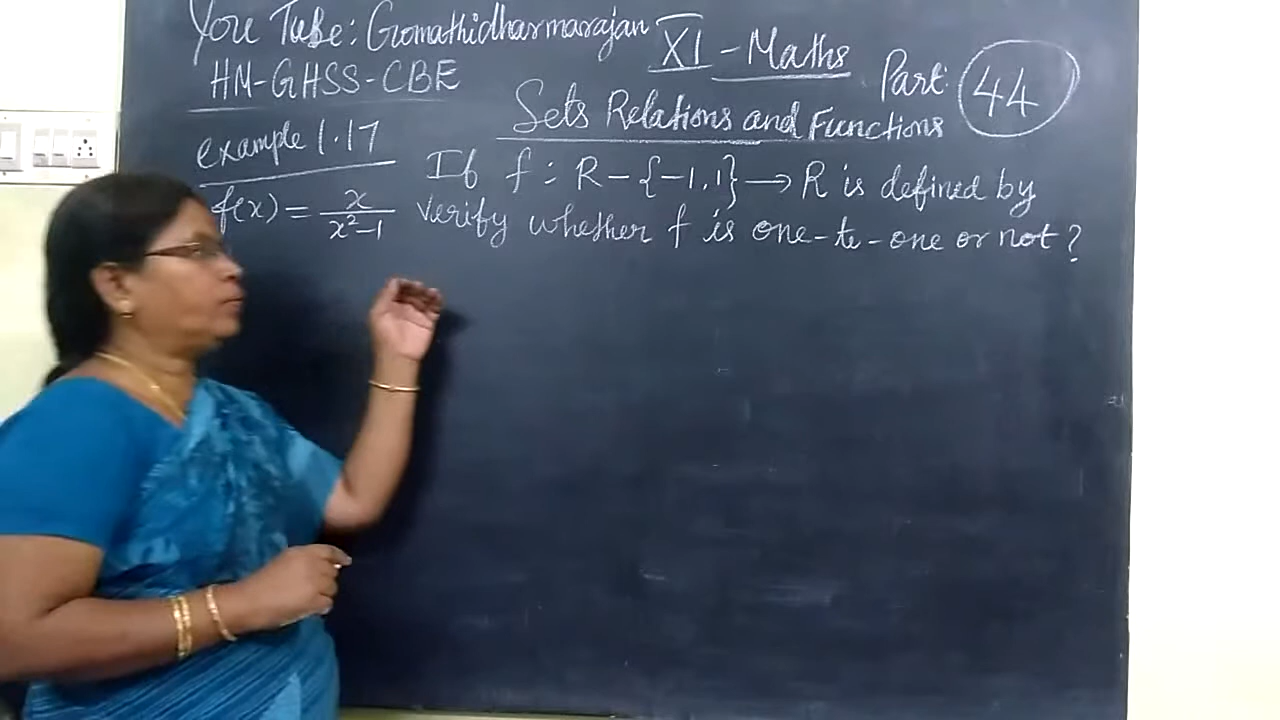 You Tube: Gomathidharmarajan
HM-GHSS-CBE
XI - Maths
Part: 44
Sets Relations and Functions
example 1.17
If f : R - {-1, 1} → R is defined by
f(x) = x/(x²-1) Verify whether f is one-to-one or not?